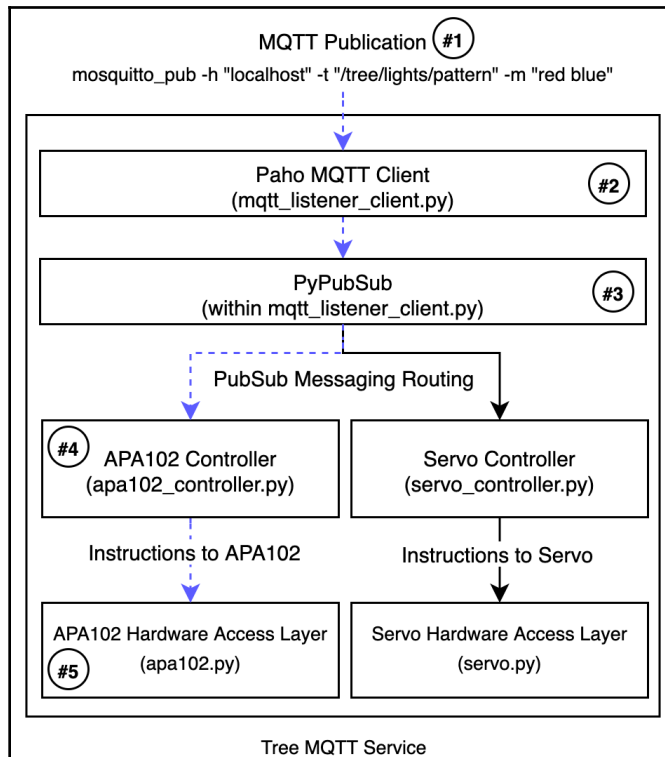 MQTT Publication #1
mosquitto_pub -h "localhost" -t "/tree/lights/pattern" -m "red blue"
Paho MQTT Client
(mqtt_listener_client.py)
#2
PyPubSub
(within mqtt_listener_client.py)
#3
PubSub Messaging Routing
#4
APA102 Controller
(apa102_controller.py)
Servo Controller
(servo_controller.py)
Instructions to APA102
Instructions to Servo
APA102 Hardware Access Layer
(apa102.py)
#5
Servo Hardware Access Layer
(servo.py)
Tree MQTT Service